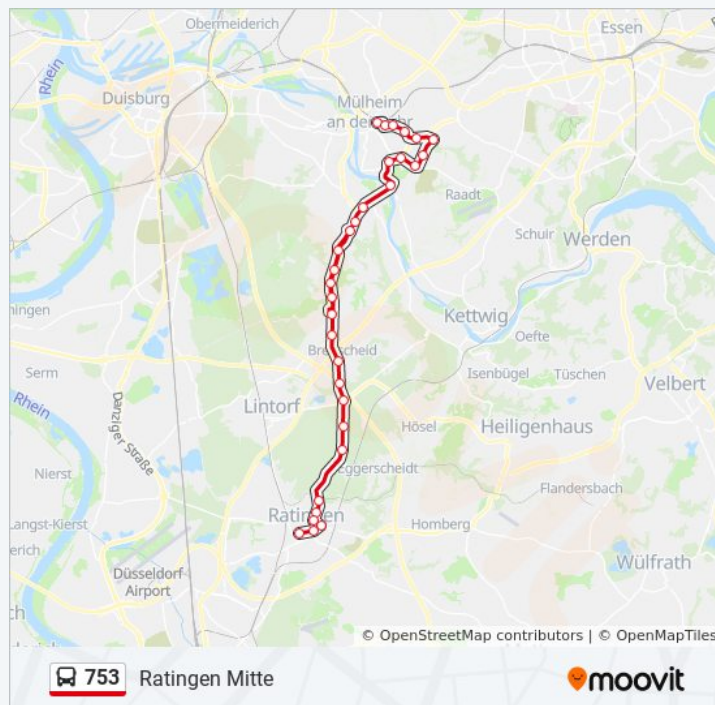 Obermeiderich
Essen
Rhein
Duisburg
Mülheim
an der Ruhr
Raadt
Schuir
Werden
Kettwig
Oefte
Breitscheid
Isenbügel
Tüschen
Serm
Velbert
Rhein
Danziger Straße
Lintorf
Hösel
Heiligenhaus
Nierst
Eggerscheidt
Flandersbach
Ratingen
Langst-Kierst
Homberg
Düsseldorf-
Airport
Wülfrath
© OpenStreetMap contributors | © OpenMapTiles
753
Ratingen Mitte
moovit